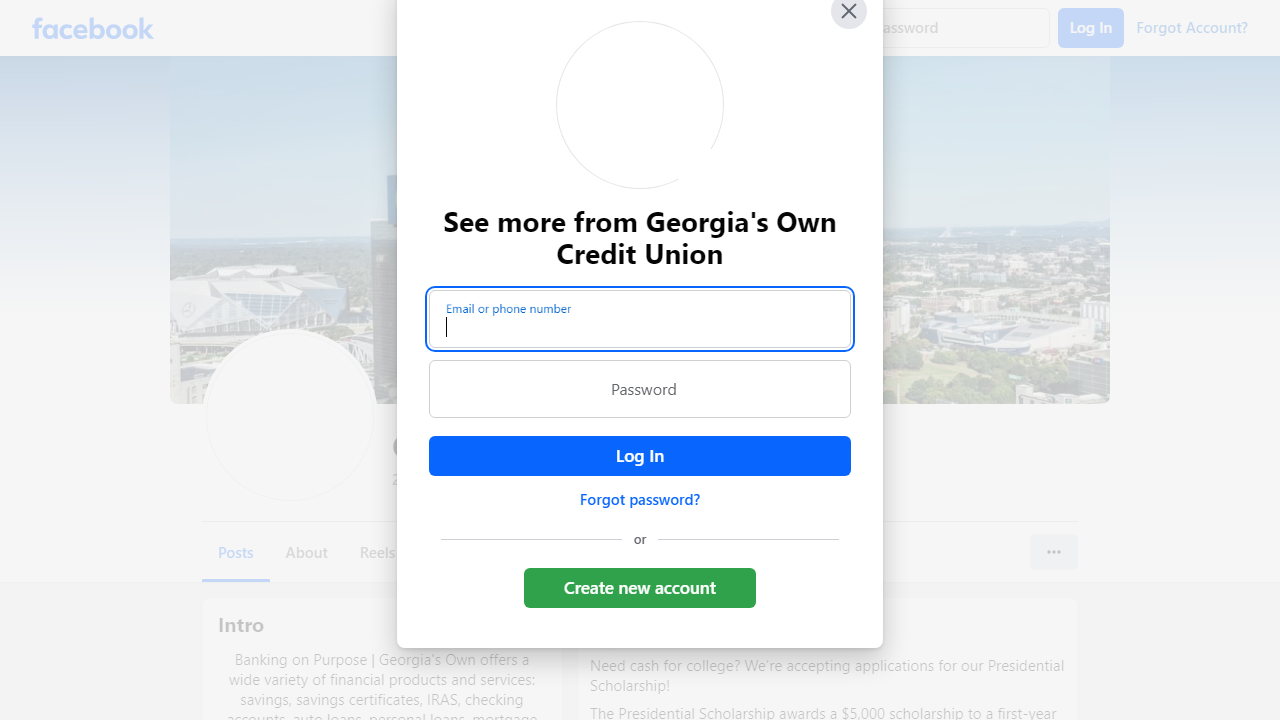 facebook
assword
Log In
Forgot Account?
See more from Georgia's Own
Credit Union
Email or phone number
Password
Log In
Forgot password?
or
Create new account
Posts
About
Reels
Intro
Banking on Purpose | Georgia's Own offers a
wide variety of financial products and services:
savings, savings certificates, IRAS, checking
accounts, auto loans, personal loans, mortgage
Need cash for college? We're accepting applications for our Presidential
Scholarship!
The Presidential Scholarship awards a $5,000 scholarship to a first-year